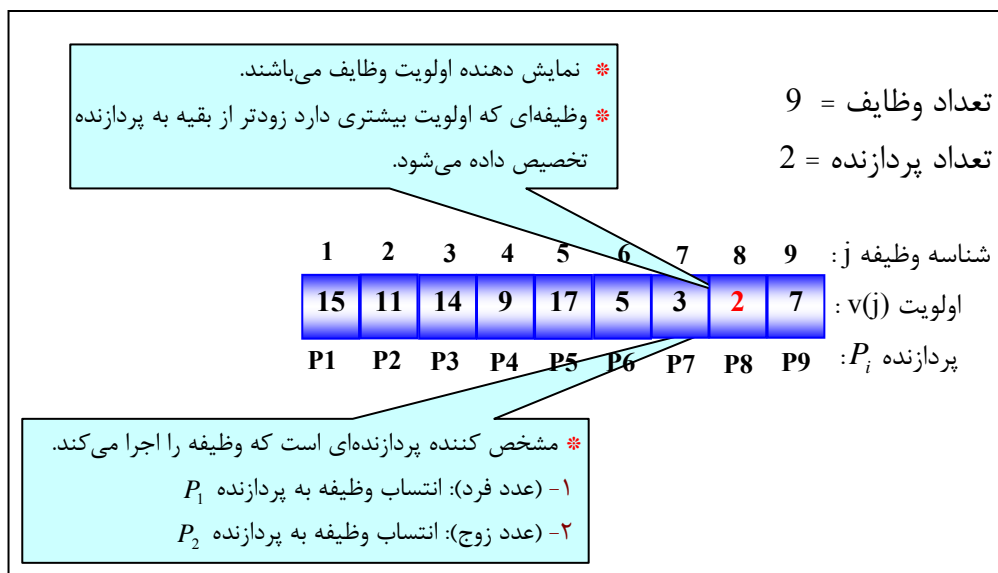 * نمایش دهنده اولویت وظایف می‌باشند.
* وظیفه‌ای که اولویت بیشتری دارد زودتر از بقیه به پردازنده
تخصیص داده می‌شود.
تعداد وظایف = 9
تعداد پردازنده = 2
شناسه وظیفه j: 1 2 3 4 5 6 7 8 9
اولویت v(j) : 15 11 14 9 17 5 3 2 7
پردازنده P_i: P1 P2 P3 P4 P5 P6 P7 P8 P9
* مشخص کننده پردازنده‌ای است که وظیفه را اجرا می‌کند.
۱- (عدد فرد): انتساب وظیفه به پردازنده P_1
۲- (عدد زوج): انتساب وظیفه به پردازنده P_2